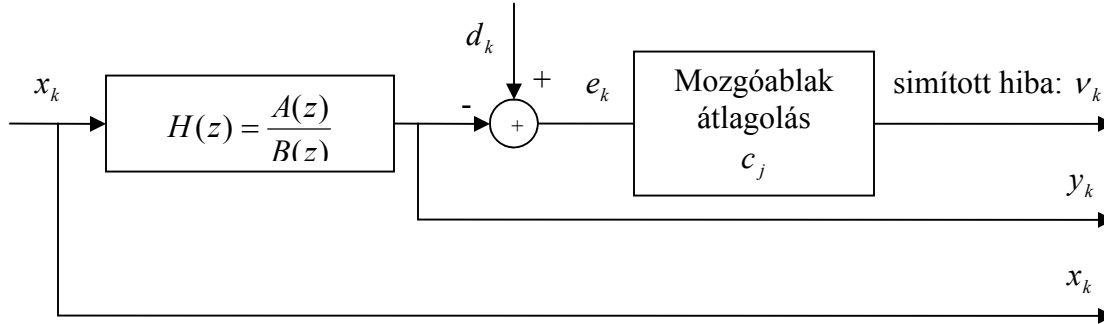 d_k
x_k
H(z) = A(z) / B(z)
-
+
+
e_k
Mozgóablak
átlagolás
c_j
simított hiba: ν_k
y_k
x_k